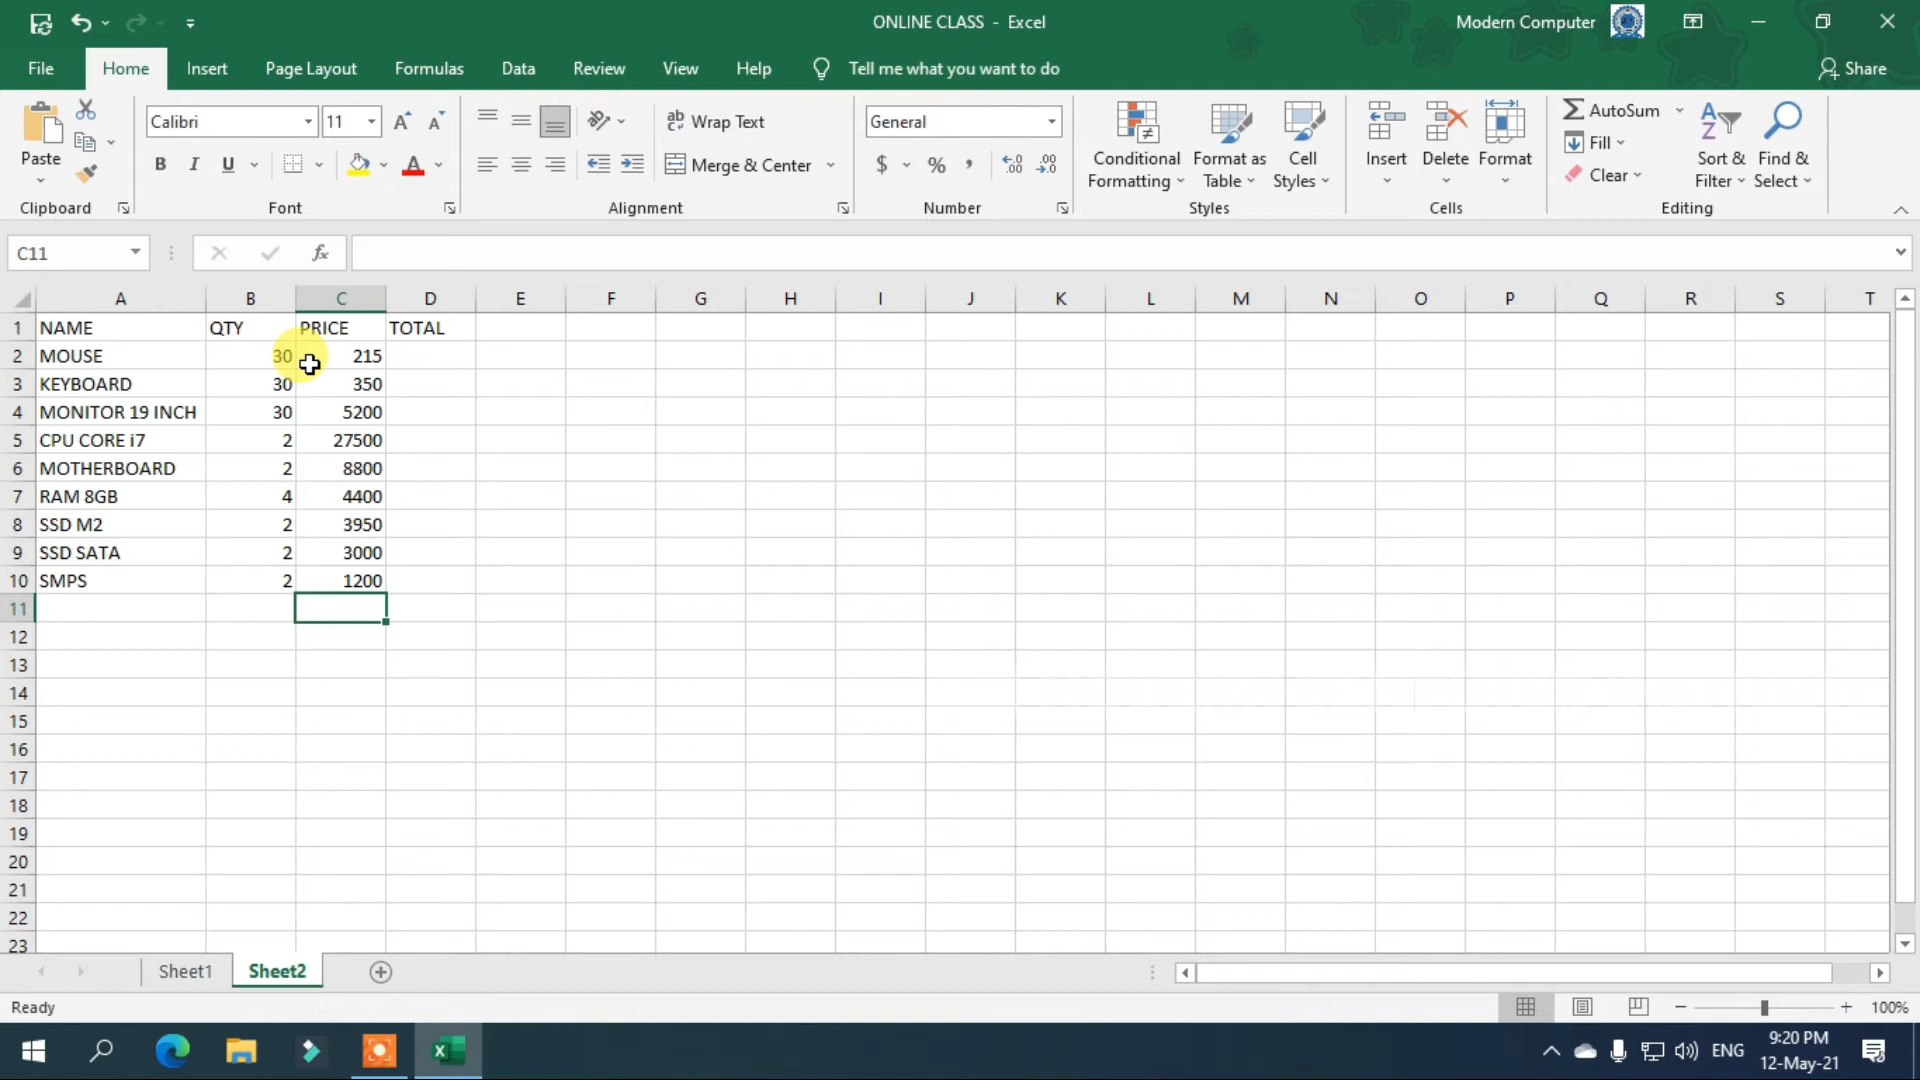 ONLINE CLASS - Excel
Modern Computer
File Home Insert Page Layout Formulas Data Review View Help Tell me what you want to do Share
Paste
Clipboard
Calibri 11
B I U
Font
Wrap Text
Merge & Center
Alignment
General
$ % ,
Number
Conditional Formatting
Format as Table
Cell Styles
Styles
Insert Delete Format
Cells
AutoSum
Fill
Clear
Sort & Filter
Find & Select
Editing
C11
fx
A B C D E F G H I J K L M N O P Q R S T
1 NAME QTY PRICE TOTAL
2 MOUSE 30 215
3 KEYBOARD 30 350
4 MONITOR 19 INCH 30 5200
5 CPU CORE i7 2 27500
6 MOTHERBOARD 2 8800
7 RAM 8GB 4 4400
8 SSD M2 2 3950
9 SSD SATA 2 3000
10 SMPS 2 1200
11
12
13
14
15
16
17
18
19
20
21
22
23
Sheet1 Sheet2
Ready
100%
ENG
9:20 PM
12-May-21